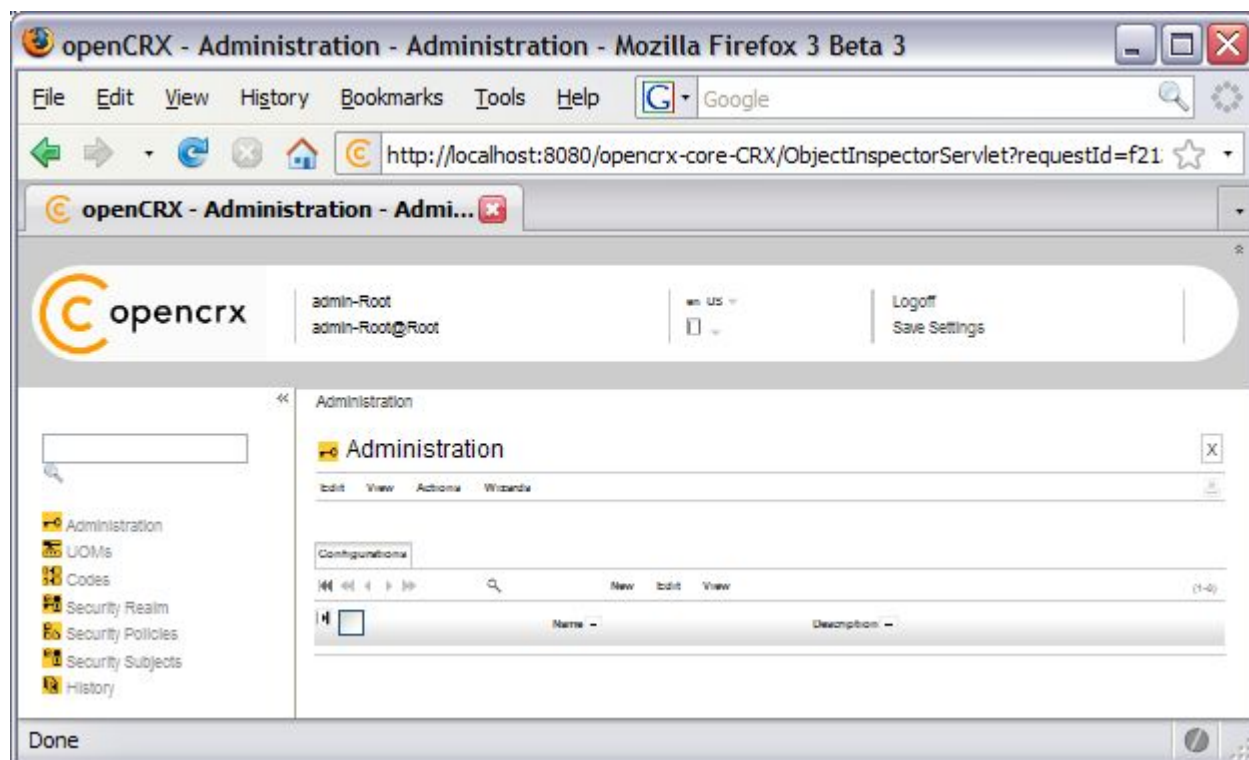 openCRX - Administration - Administration - Mozilla Firefox 3 Beta 3
File Edit View History Bookmarks Tools Help G Google
http://localhost:8080/opencrx-core-CRX/ObjectInspectorServlet?requestId=f21
openCRX - Administration - Admi...
opencrx
admin-Root
admin-Root@Root
en US
Logoff
Save Settings
Administration
Administration
X
Edit View Actions Wizards
Administration
UOMs
Codes
Security Realm
Security Policies
Security Subjects
History
Configurations
New Edit View
Name
Description
Done